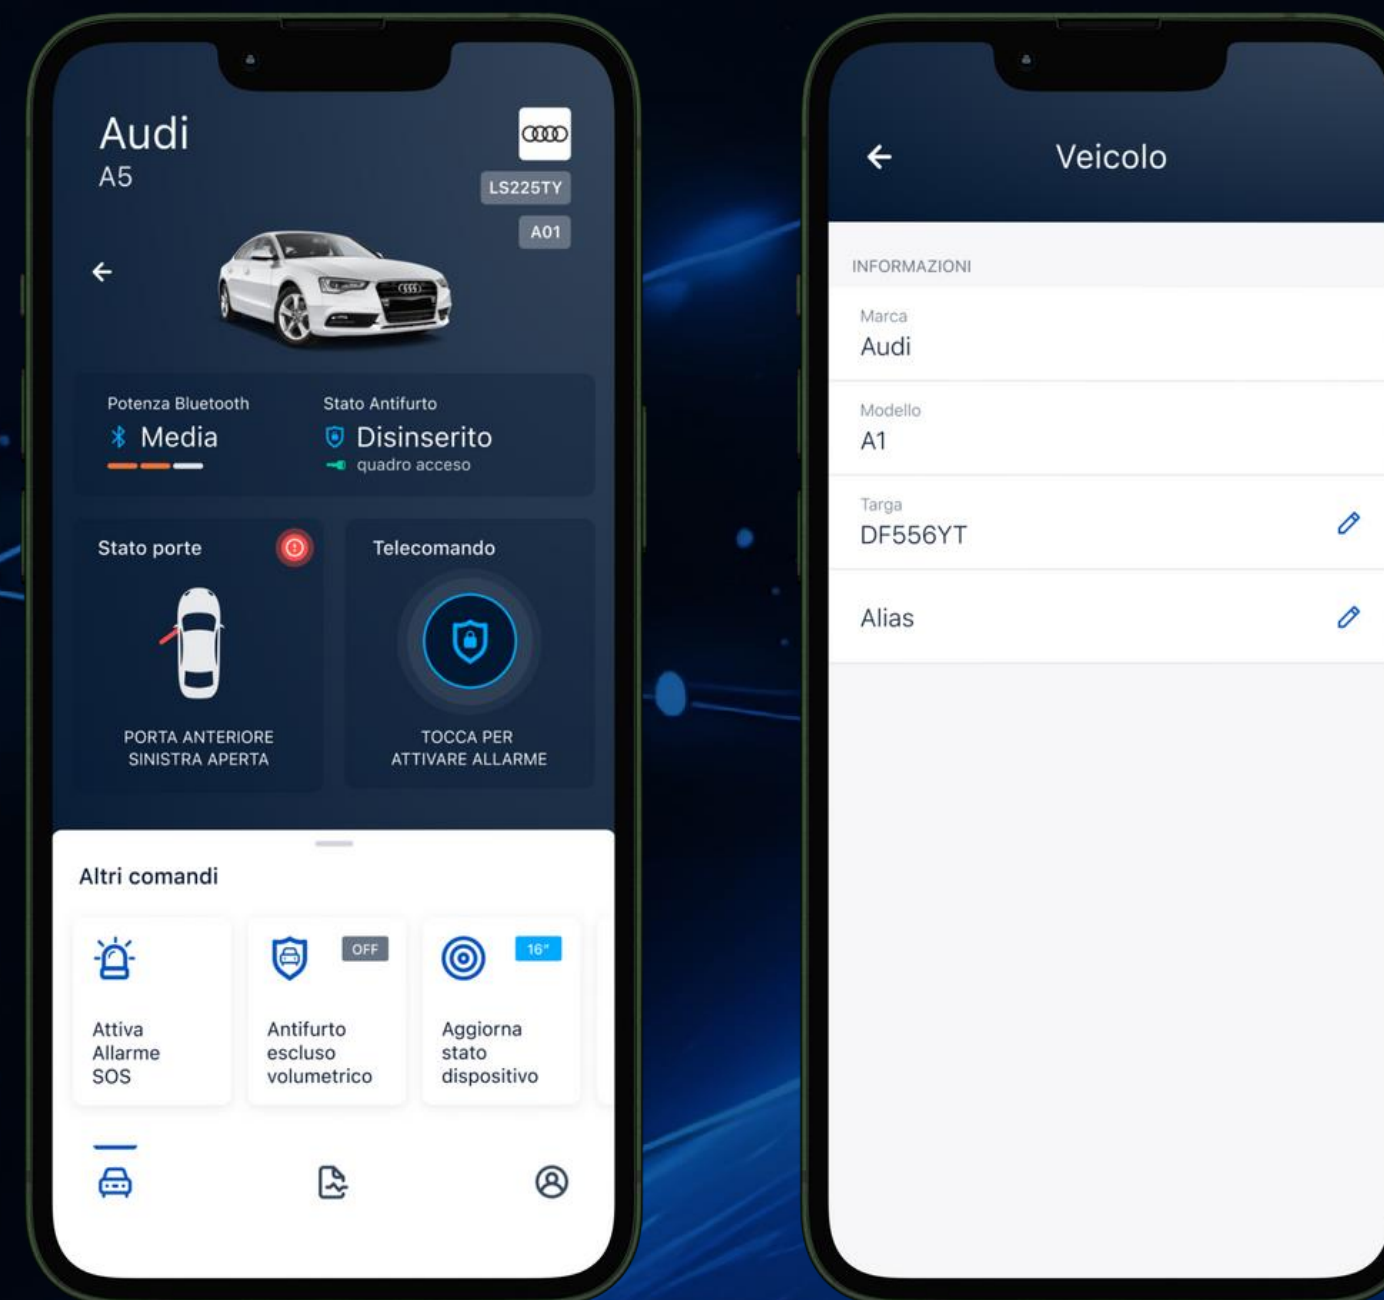 Audi
A5
LS225TY
A01
Potenza Bluetooth
Media
Stato Antifurto
Disinserito
quadro acceso
Stato porte
PORTA ANTERIORE
SINISTRA APERTA
Telecomando
TOCCA PER
ATTIVARE ALLARME
Altri comandi
Attiva
Allarme
SOS
OFF
Antifurto
escluso
volumetrico
16"
Aggiorna
stato
dispositivo
Veicolo
INFORMAZIONI
Marca
Audi
Modello
A1
Targa
DF556YT
Alias